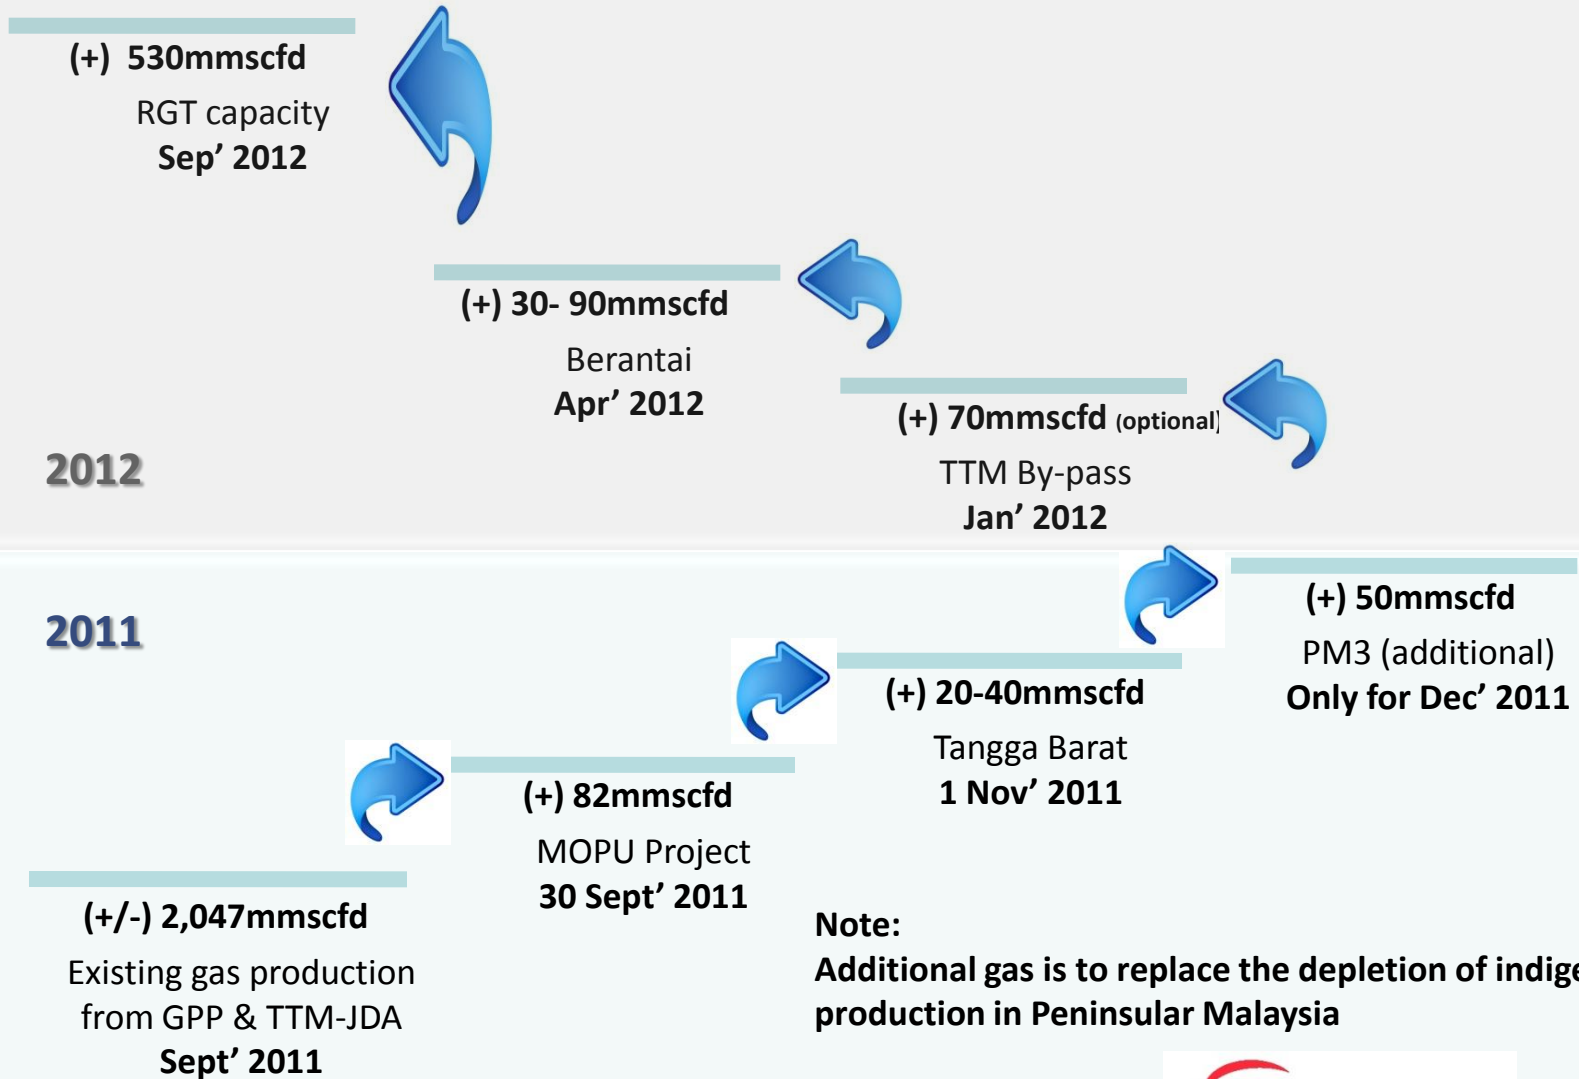 (+) 530mmscfd
RGT capacity
Sep’ 2012
(+) 30- 90mmscfd
Berantai
Apr’ 2012
(+) 70mmscfd (optional)
TTM By-pass
Jan’ 2012
2012
2011
(+) 50mmscfd
PM3 (additional)
Only for Dec’ 2011
(+) 20-40mmscfd
Tangga Barat
1 Nov’ 2011
(+) 82mmscfd
MOPU Project
30 Sept’ 2011
(+/-) 2,047mmscfd
Existing gas production
from GPP & TTM-JDA
Sept’ 2011
Note:
Additional gas is to replace the depletion of
production in Peninsular Malaysia